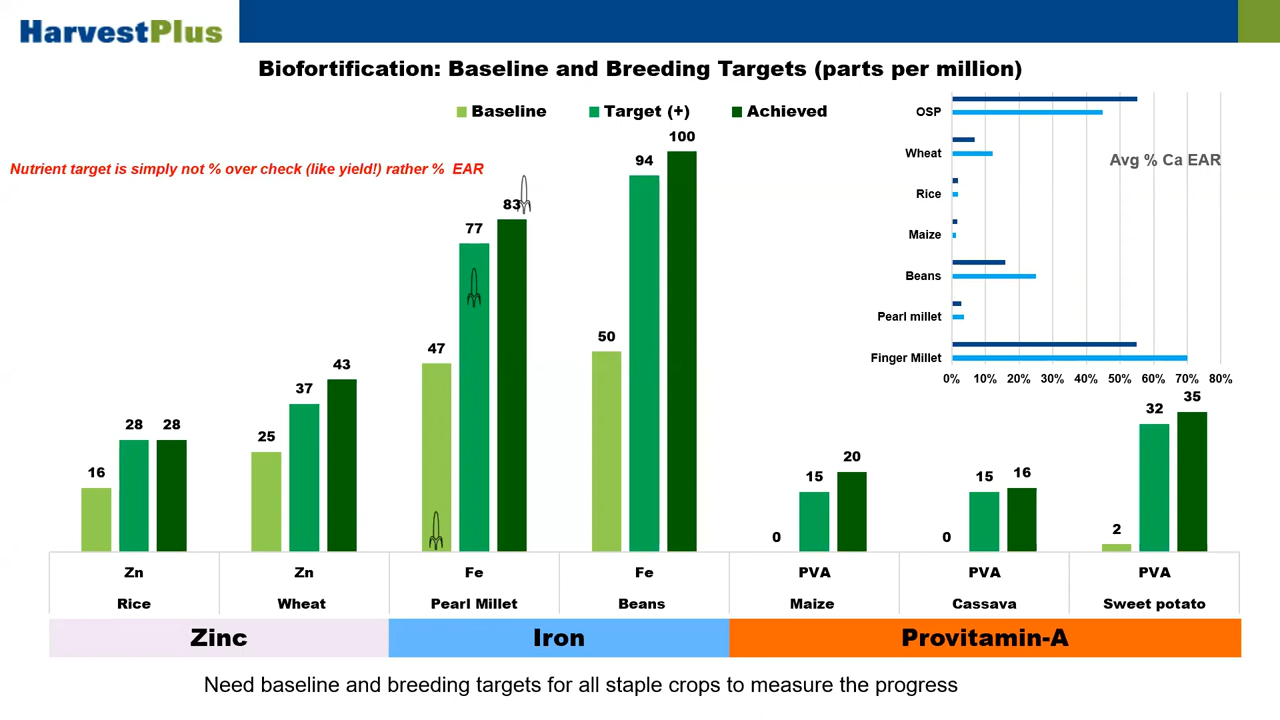 HarvestPlus
Biofortification: Baseline and Breeding Targets (parts per million)
Baseline Target (+) Achieved
Nutrient target is simply not % over check (like yield!) rather % EAR
16 28 28
25 37 43
47 77 83
50 94 100
0 15 20
0 15 16
2 32 35
Zn Zn Fe Fe PVA PVA PVA
Rice Wheat Pearl Millet Beans Maize Cassava Sweet potato
Zinc Iron Provitamin-A
Avg % Ca EAR
OSP
Wheat
Rice
Maize
Beans
Pearl millet
Finger Millet
0% 10% 20% 30% 40% 50% 60% 70% 80%
Need baseline and breeding targets for all staple crops to measure the progress